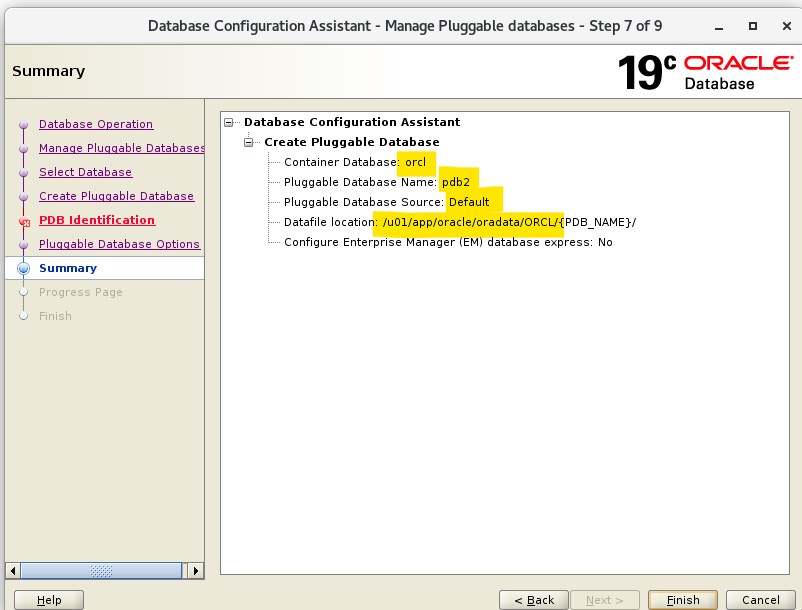 Database Configuration Assistant - Manage Pluggable databases - Step 7 of 9
Summary
19c ORACLE
Database
Database Operation
Manage Pluggable Databases
Select Database
Create Pluggable Database
PDB Identification
Pluggable Database Options
Summary
Progress Page
Finish
Database Configuration Assistant
Create Pluggable Database
Container Database: orcl
Pluggable Database Name: pdb2
Pluggable Database Source: Default
Datafile location: /u01/app/oracle/oradata/ORCL/{PDB_NAME}/
Configure Enterprise Manager (EM) database express: No
Help
< Back
Next >
Finish
Cancel